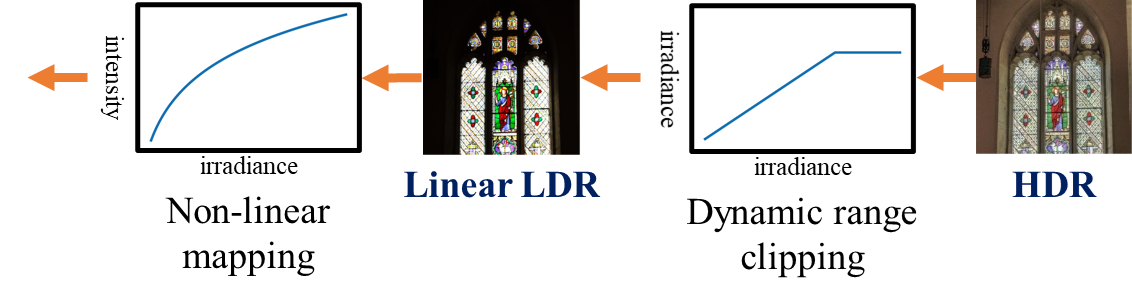 intensity
irradiance
Non-linear
mapping
Linear LDR
irradiance
irradiance
Dynamic range
clipping
HDR